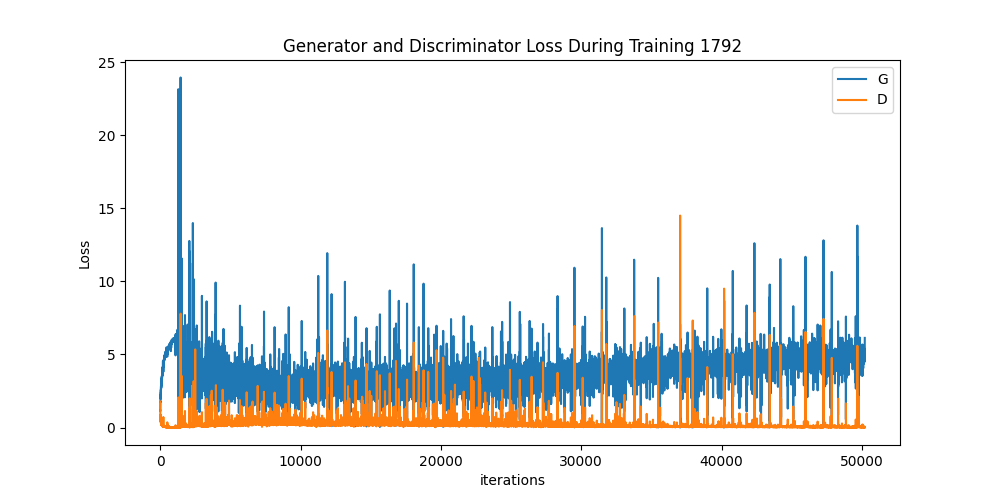 Generator and Discriminator Loss During Training 1792
G
D
25
20
15
10
5
0
Loss
0 10000 20000 30000 40000 50000
iterations